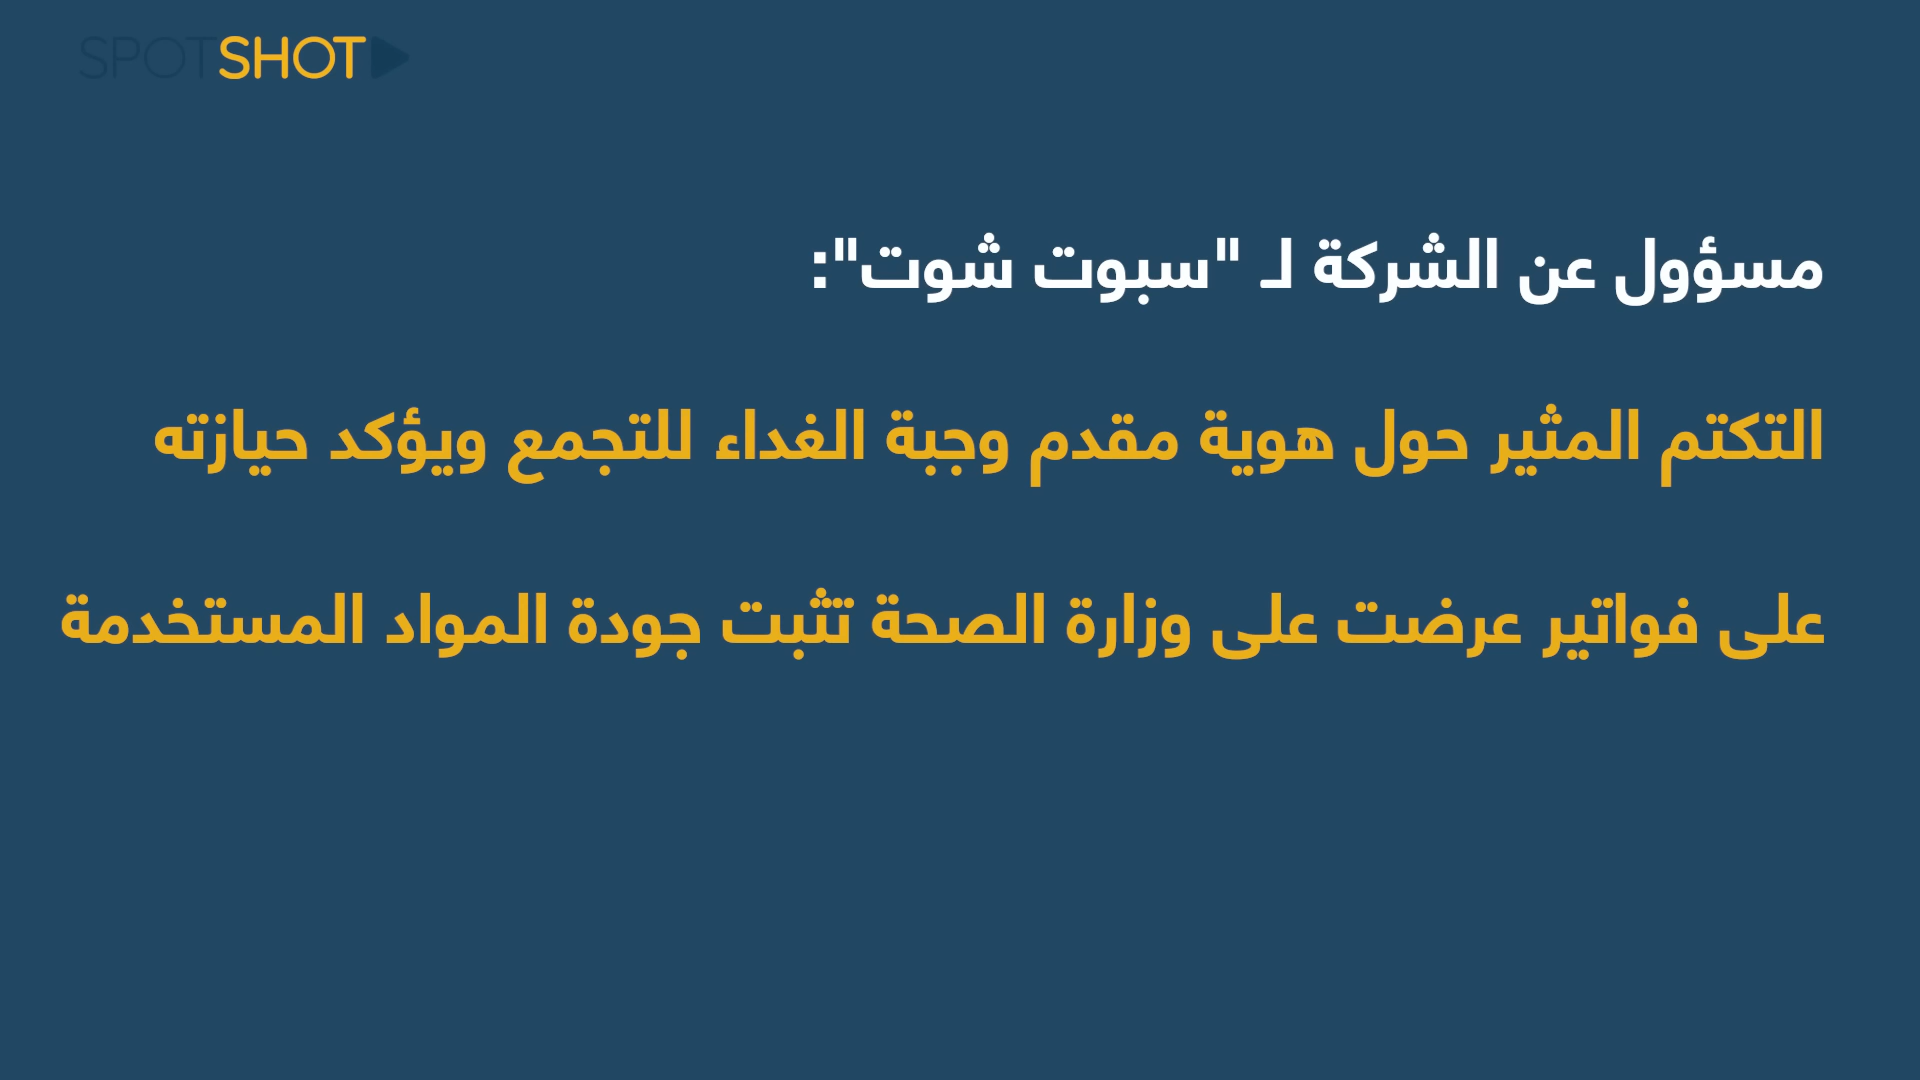 SPOTSHOT
مسؤول عن الشركة لـ "سبوت شوت":
التكتم المثير حول هوية مقدم وجبة الغداء للتجمع ويؤكد حيازته
على فواتير عرضت على وزارة الصحة تثبت جودة المواد المستخدمة